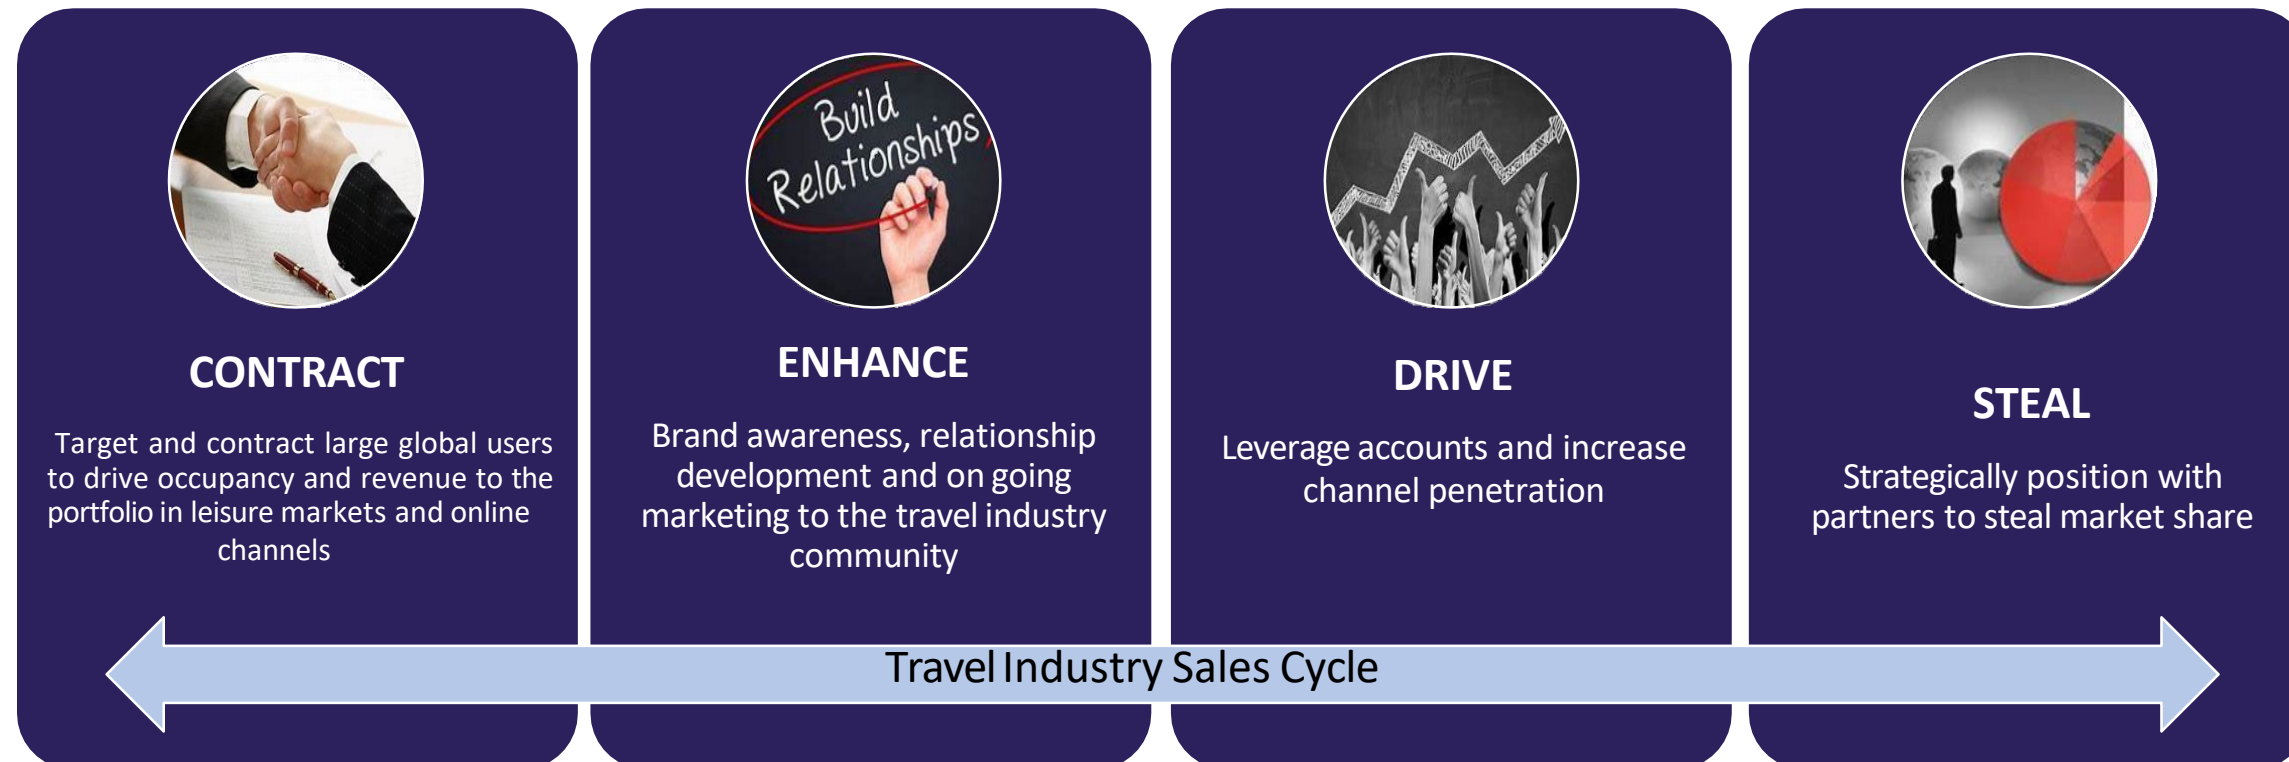 CONTRACT
Target and contract large global users
to drive occupancy and revenue to the
portfolio in leisure markets and online
channels
Build
Relationships
ENHANCE
Brand awareness, relationship
development and on going
marketing to the travel industry
community
DRIVE
Leverage accounts and increase
channel penetration
STEAL
Strategically position with
partners to steal market share
Travel Industry Sales Cycle